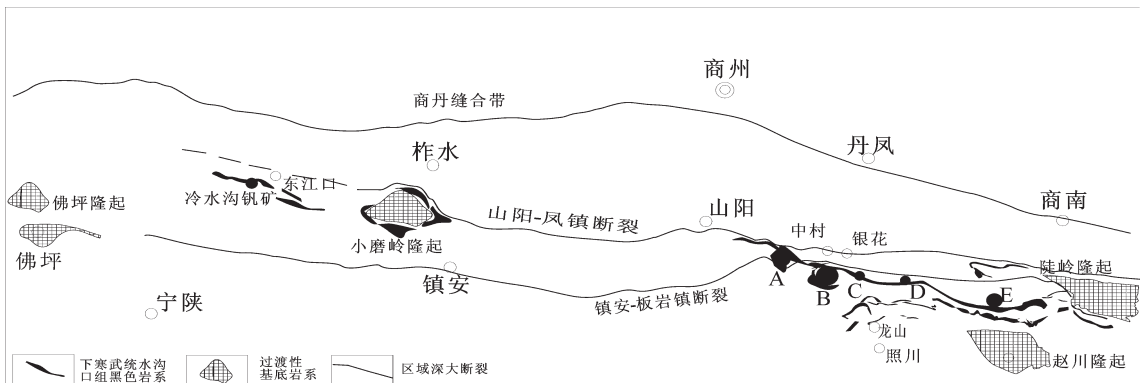 商州
商丹缝合带
柞水
丹凤
东江口
冷水沟钒矿
佛坪隆起
商南
山阳
山阳-凤镇断裂
中村
银花
小磨岭隆起
佛坪
陡岭隆起
镇安
A
B
C
D
E
宁陕
镇安-板岩镇断裂
龙山
照川
赵川隆起
下寒武统水沟
口组黑色岩系
过渡性
基底岩系
区域深大断裂